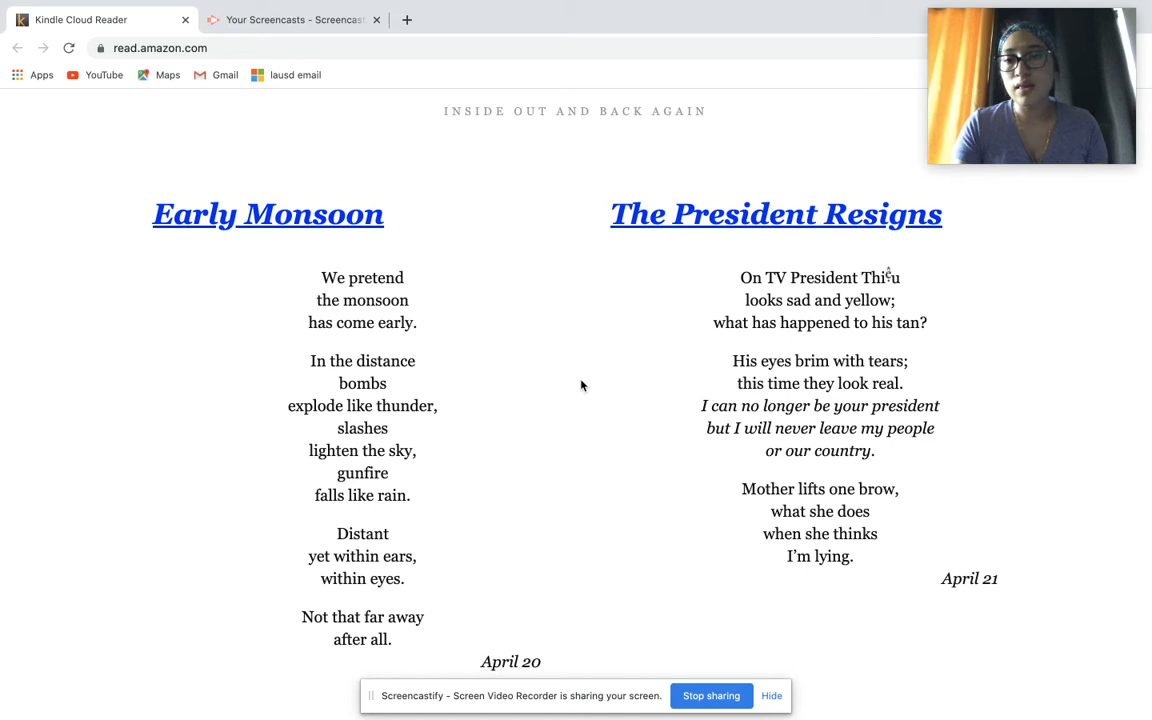 Kindle Cloud Reader
Your Screencasts - Screencast
read.amazon.com
Apps
YouTube
Maps
Gmail
lausd email
INSIDE OUT AND BACK AGAIN
Early Monsoon
We pretend
the monsoon
has come early.
In the distance
bombs
explode like thunder,
slashes
lighten the sky,
gunfire
falls like rain.
Distant
yet within ears,
within eyes.
Not that far away
after all.
April 20
The President Resigns
On TV President Thiệu
looks sad and yellow;
what has happened to his tan?
His eyes brim with tears;
this time they look real.
I can no longer be your president
but I will never leave my people
or our country.
Mother lifts one brow,
what she does
when she thinks
I’m lying.
April 21
Screencastify - Screen Video Recorder is sharing your screen.
Stop sharing
Hide